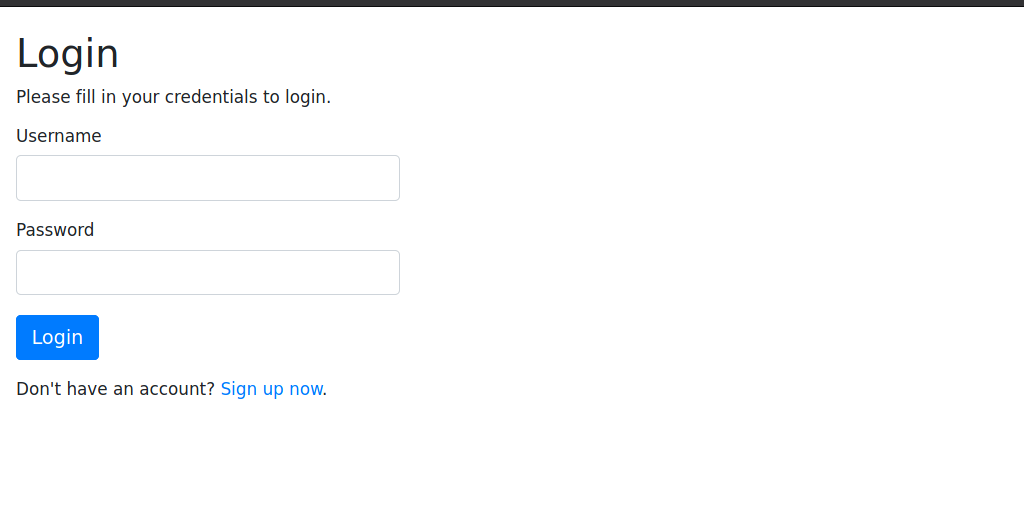 Login
Please fill in your credentials to login.
Username
Password
Login
Don't have an account? Sign up now.